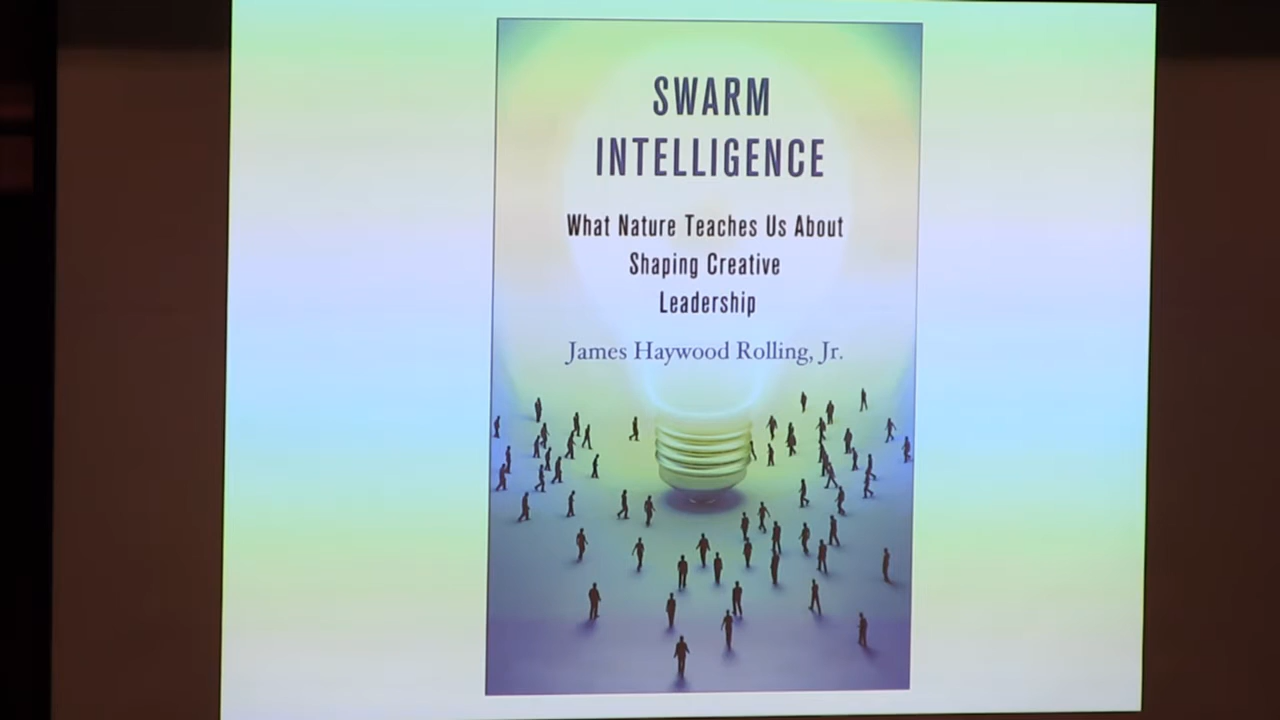 SWARM
INTELLIGENCE
What Nature Teaches Us About
Shaping Creative
Leadership
James Haywood Rolling, Jr.